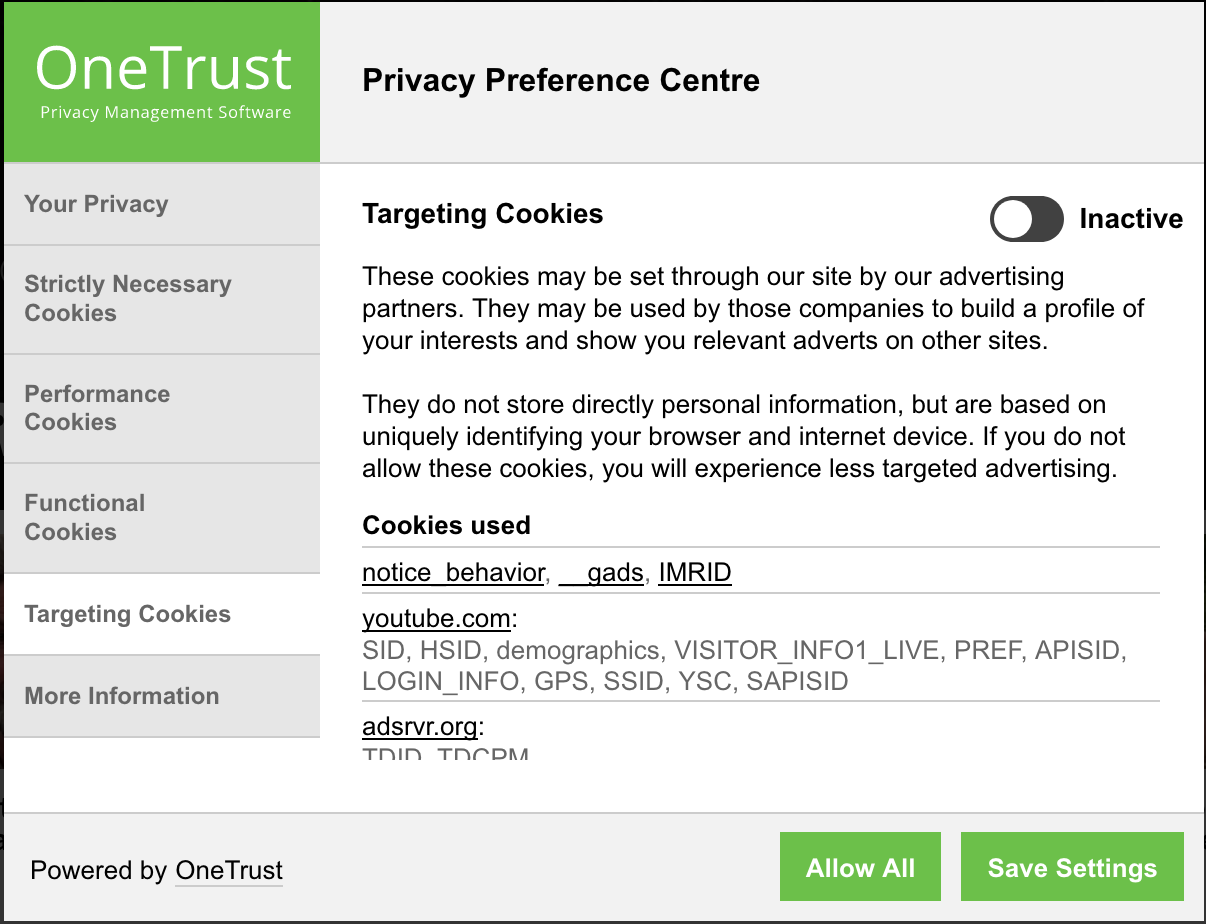 OneTrust
Privacy Management Software
Privacy Preference Centre
Your Privacy
Strictly Necessary
Cookies
Performance
Cookies
Functional
Cookies
Targeting Cookies
More Information
Targeting Cookies
Inactive
These cookies may be set through our site by our advertising
partners. They may be used by those companies to build a profile of
your interests and show you relevant adverts on other sites.
They do not store directly personal information, but are based on
uniquely identifying your browser and internet device. If you do not
allow these cookies, you will experience less targeted advertising.
Cookies used
notice_behavior, __gads, IMRID
youtube.com:
SID, HSID, demographics, VISITOR_INFO1_LIVE, PREF, APISID,
LOGIN_INFO, GPS, SSID, YSC, SAPISID
adsrvr.org:
TDID, TDCPM
Powered by OneTrust
Allow All
Save Settings